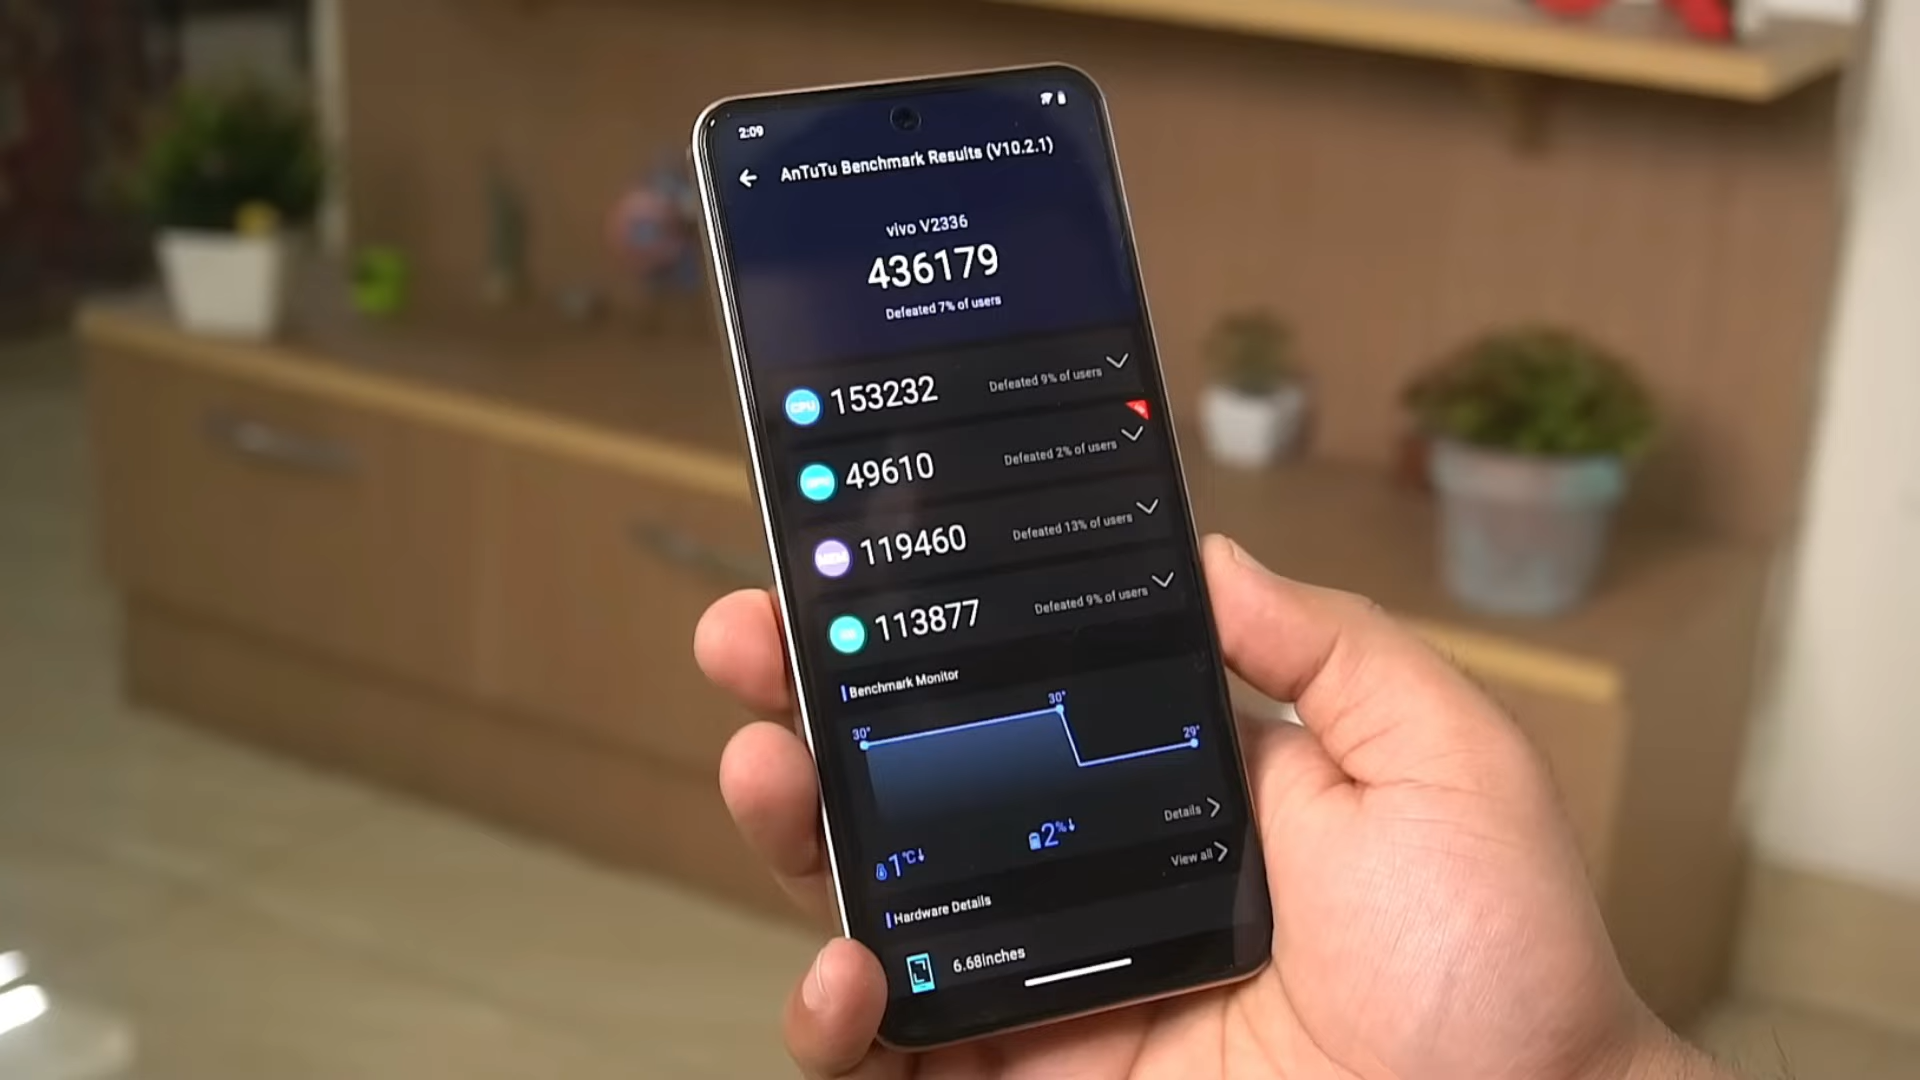 2:09
AnTuTu Benchmark Results (V10.2.1)
vivo V2336
436179
Defeated 7% of users
CPU 153232 Defeated 9% of users
49610 Defeated 2% of users
MEM 119460 Defeated 13% of users
113877 Defeated 9% of users
Benchmark Monitor
30° 30° 29°
1°C↓ 2%↓ Details
Hardware Details View all
6.68inches